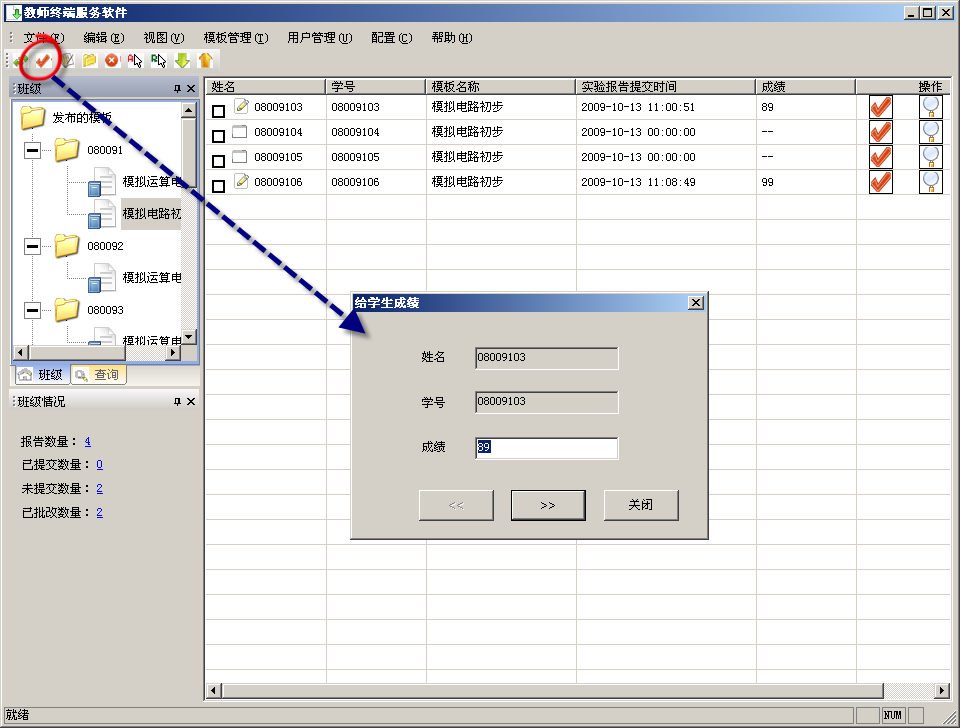 教师终端服务软件
文件(F) 编辑(E) 视图(V) 模板管理(T) 用户管理(U) 配置(C) 帮助(H)
班级
发布的模板
080091
模拟运算电
模拟电路初
080092
模拟运算电
080093
模拟运算电
班级 查询
班级情况
报告数量： 4
已提交数量： 0
未提交数量： 2
已批改数量： 2
姓名 学号 模板名称 实验报告提交时间 成绩 操作
08009103 08009103 模拟电路初步 2009-10-13 11:00:51 89
08009104 08009104 模拟电路初步 2009-10-13 00:00:00 --
08009105 08009105 模拟电路初步 2009-10-13 00:00:00 --
08009106 08009106 模拟电路初步 2009-10-13 11:08:49 99
给学生成绩
姓名 08009103
学号 08009103
成绩 89
<< >> 关闭
就绪 NUM